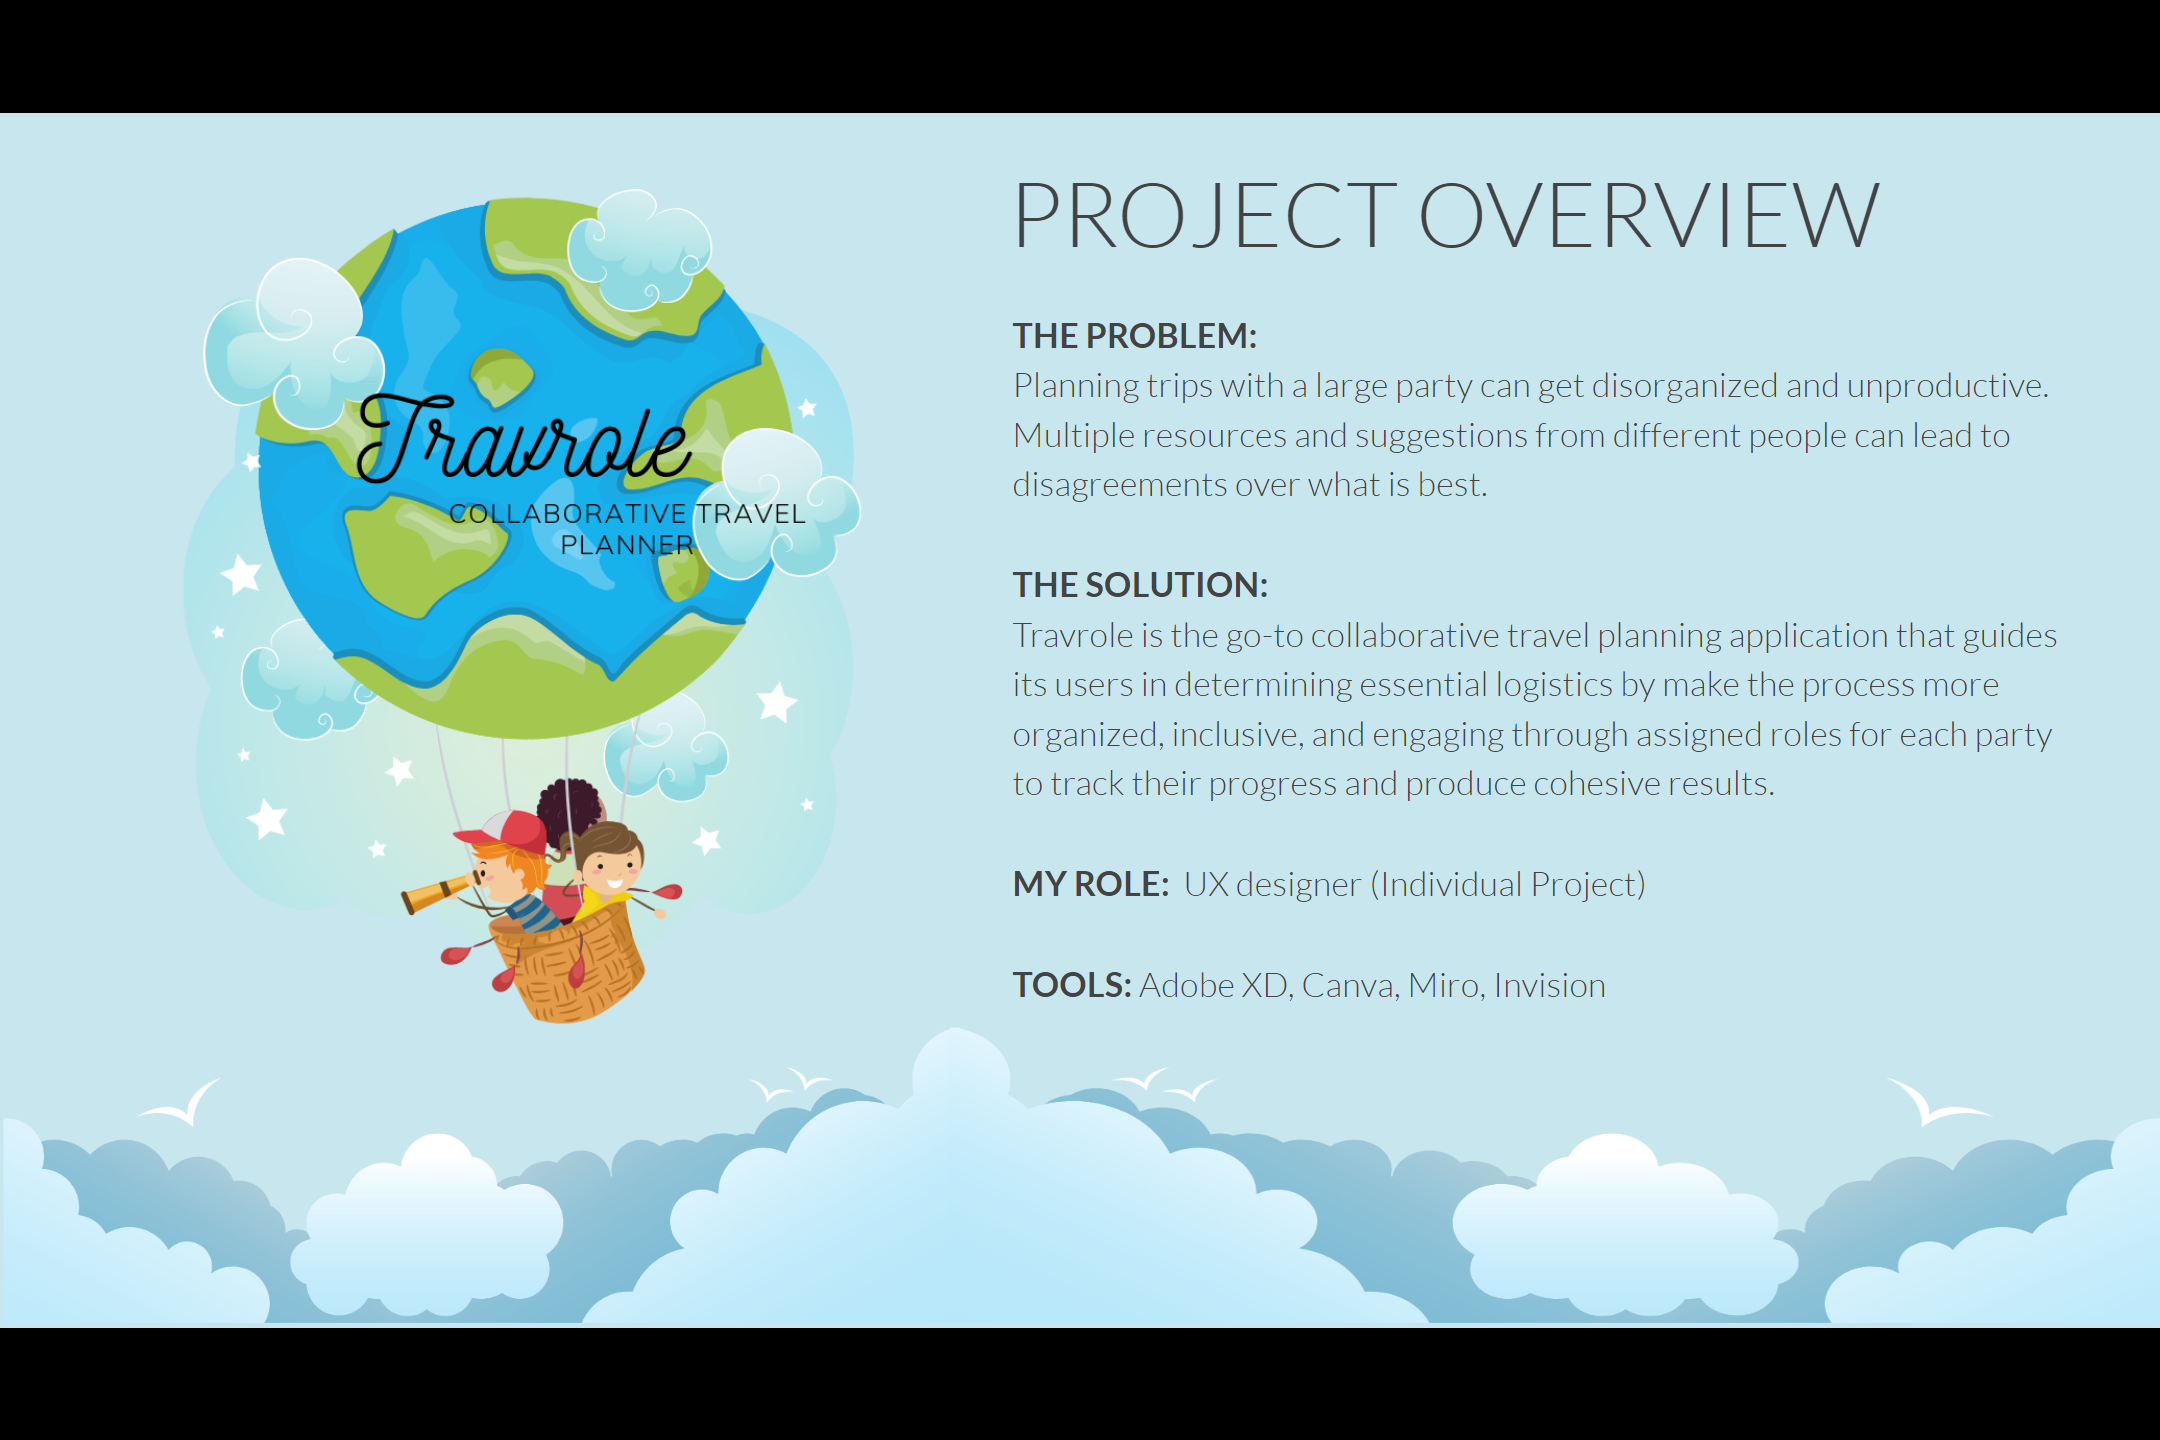 Travrole
COLLABORATIVE TRAVEL
PLANNER
PROJECT OVERVIEW
THE PROBLEM:
Planning trips with a large party can get disorganized and unproductive.
Multiple resources and suggestions from different people can lead to
disagreements over what is best.
THE SOLUTION:
Travrole is the go-to collaborative travel planning application that guides
its users in determining essential logistics by make the process more
organized, inclusive, and engaging through assigned roles for each party
to track their progress and produce cohesive results.
MY ROLE: UX designer (Individual Project)
TOOLS: Adobe XD, Canva, Miro, Invision